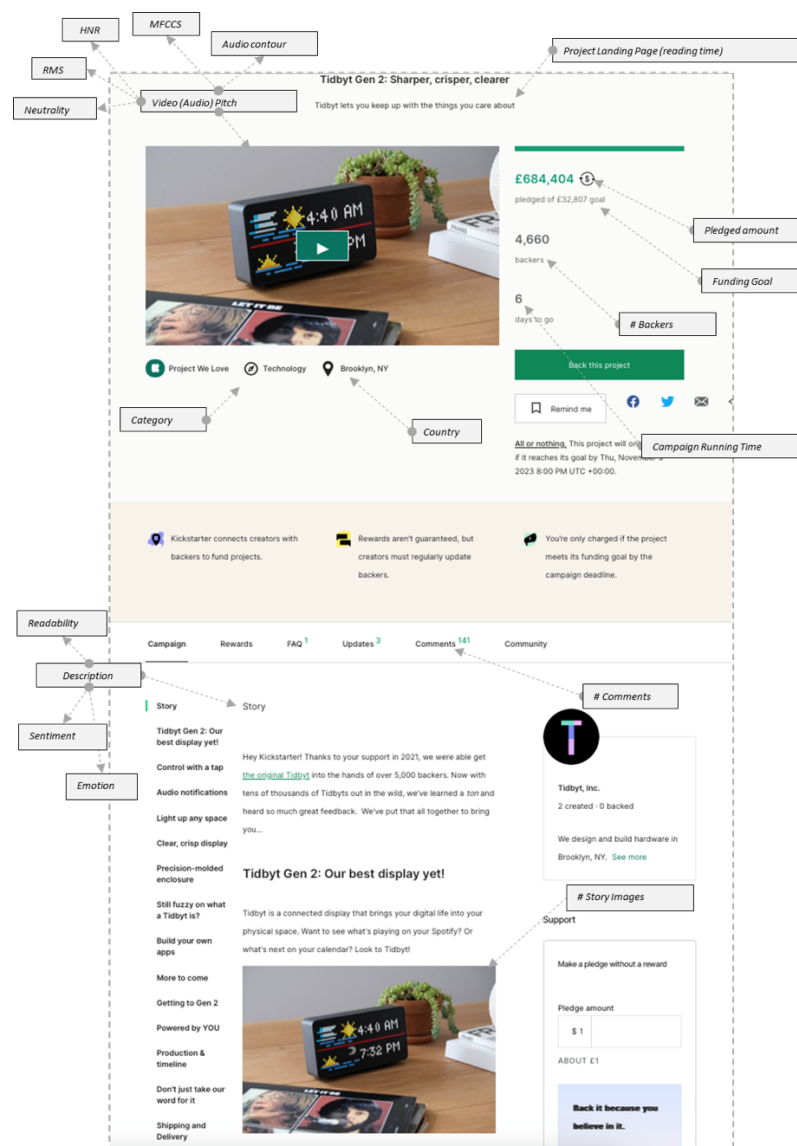 HNR
MFCCS
Audio contour
Project Landing Page (reading time)
RMS
Neutrality
Video (Audio) Pitch
Tidbyt Gen 2: Sharper, crisper, clearer
Tidbyt lets you keep up with the things you care about
4:40 AM
PM
LET IT BE
£684,404
pledged of £32,807 goal
Pledged amount
4,660
backers
Funding Goal
6
days to go
# Backers
Back this project
Project We Love
Technology
Brooklyn, NY
Remind me
Category
Country
Campaign Running Time
All or nothing. This project will on
if it reaches its goal by Thu, November
2023 8:00 PM UTC +00:00.
Kickstarter connects creators with
backers to fund projects.
Rewards aren't guaranteed, but
creators must regularly update
backers.
You're only charged if the project
meets its funding goal by the
campaign deadline.
Readability
Campaign
Rewards
FAQ 1
Updates 3
Comments 141
Community
Description
# Comments
Sentiment
Emotion
Story
Tidbyt Gen 2: Our
best display yet!
Control with a tap
Audio notifications
Light up any space
Clear, crisp display
Precision-molded
enclosure
Still fuzzy on what
a Tidbyt is?
Build your own
apps
More to come
Getting to Gen 2
Powered by YOU
Production &
timeline
Don't just take our
word for it
Shipping and
Delivery
Story
Hey Kickstarter! Thanks to your support in 2021, we were able get
the original Tidbyt into the hands of over 5,000 backers. Now with
tens of thousands of Tidbyts out in the wild, we've learned a ton and
heard so much great feedback. We've put that all together to bring
you...
Tidbyt Gen 2: Our best display yet!
Tidbyt is a connected display that brings your digital life into your
physical space. Want to see what's playing on your Spotify? Or
what's next on your calendar? Look to Tidbyt!
4:40 AM
7:32 PM
T
Tidbyt, Inc.
2 created · 0 backed
We design and build hardware in
Brooklyn, NY. See more
# Story Images
Support
Make a pledge without a reward
Pledge amount
$ 1
ABOUT £1
Back it because you
believe in it.